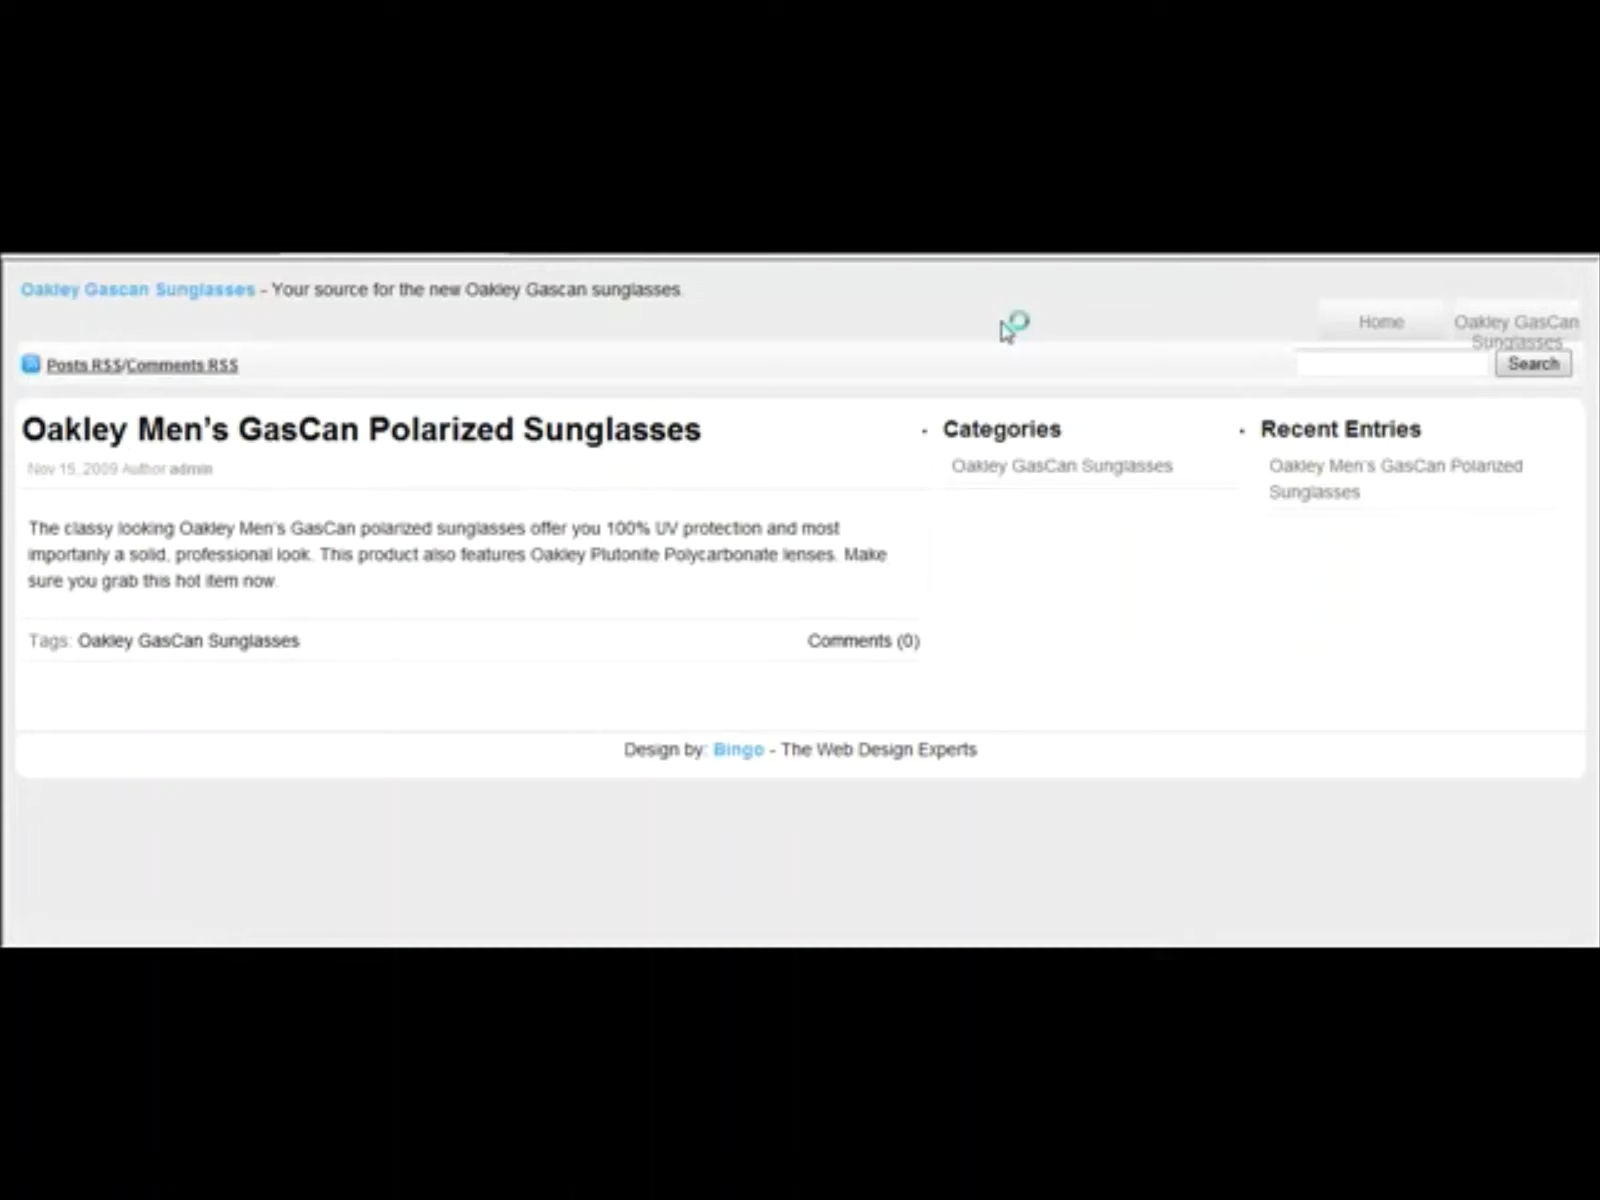 Oakley Gascan Sunglasses - Your source for the new Oakley Gascan sunglasses.
Home
Oakley GasCan
Sunglasses
Posts RSS/Comments RSS
Search
Oakley Men's GasCan Polarized Sunglasses
Nov 15, 2009 Author admin
The classy looking Oakley Men's GasCan polarized sunglasses offer you 100% UV protection and most
importanly a solid, professional look. This product also features Oakley Plutonite Polycarbonate lenses. Make
sure you grab this hot item now.
Tags: Oakley GasCan Sunglasses
Comments (0)
· Categories
Oakley GasCan Sunglasses
· Recent Entries
Oakley Men's GasCan Polarized
Sunglasses
Design by: Bingo - The Web Design Experts